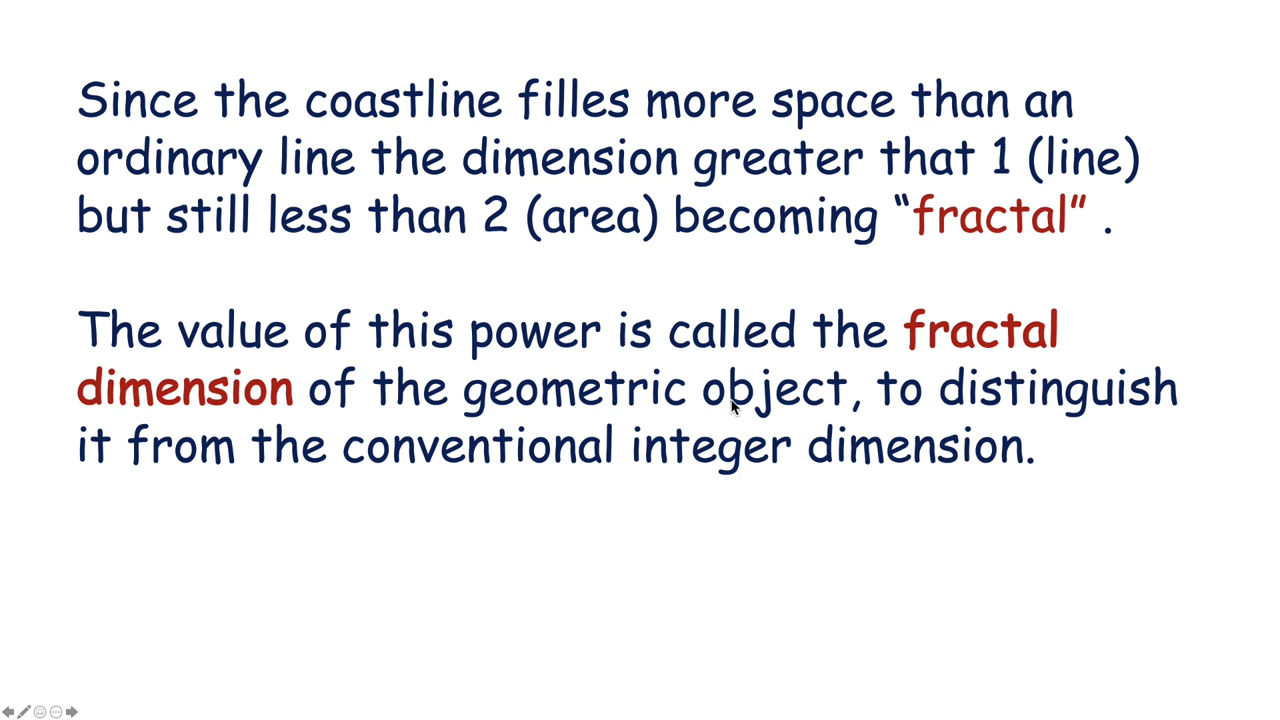 Since the coastline filles more space than an
ordinary line the dimension greater that 1 (line)
but still less than 2 (area) becoming “fractal” .
The value of this power is called the fractal
dimension of the geometric object, to distinguish
it from the conventional integer dimension.